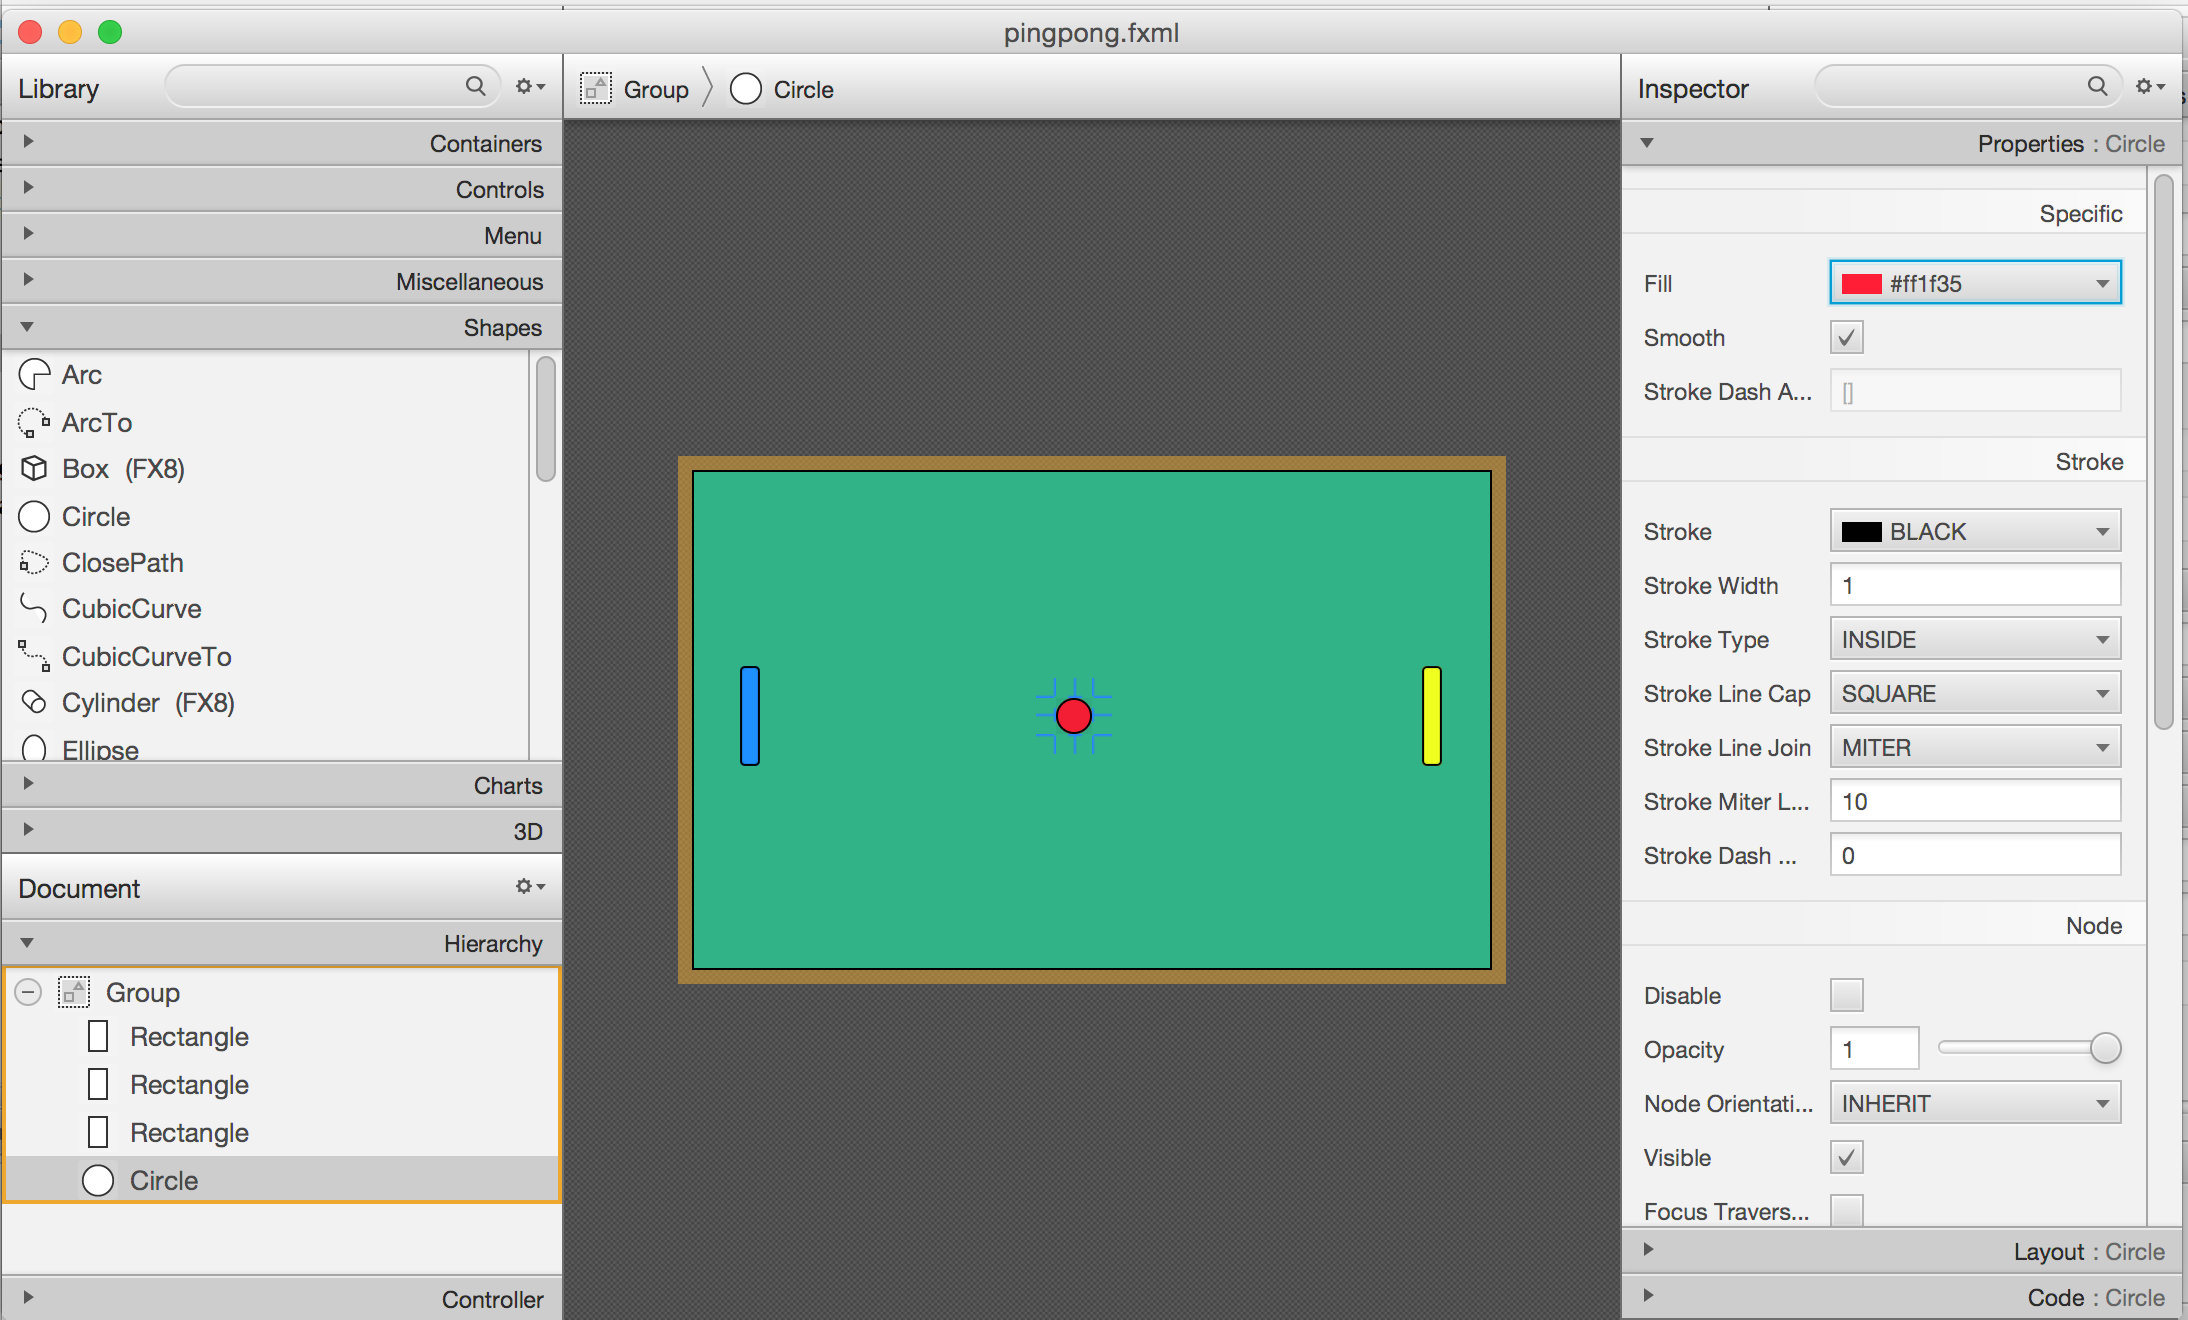 pingpong.fxml
Library
Containers
Controls
Menu
Miscellaneous
Shapes
Arc
ArcTo
Box (FX8)
Circle
ClosePath
CubicCurve
CubicCurveTo
Cylinder (FX8)
Ellipse
Charts
3D
Document
Hierarchy
Group
Rectangle
Rectangle
Rectangle
Circle
Controller
Group
Circle
Inspector
Properties : Circle
Specific
Fill
#ff1f35
Smooth
Stroke Dash A...
[]
Stroke
Stroke
BLACK
Stroke Width
1
Stroke Type
INSIDE
Stroke Line Cap
SQUARE
Stroke Line Join
MITER
Stroke Miter L...
10
Stroke Dash ...
0
Node
Disable
Opacity
1
Node Orientati...
INHERIT
Visible
Focus Travers...
Layout : Circle
Code : Circle